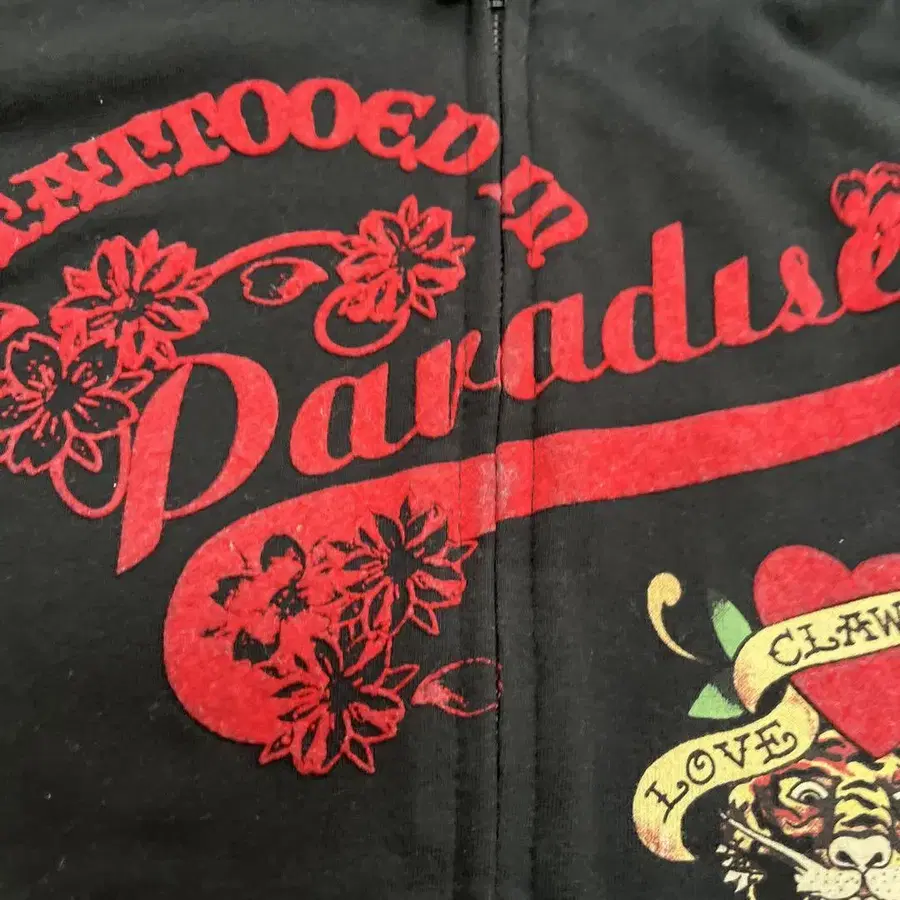 TATTOOED IN
Paradise
CLAW
LOVE